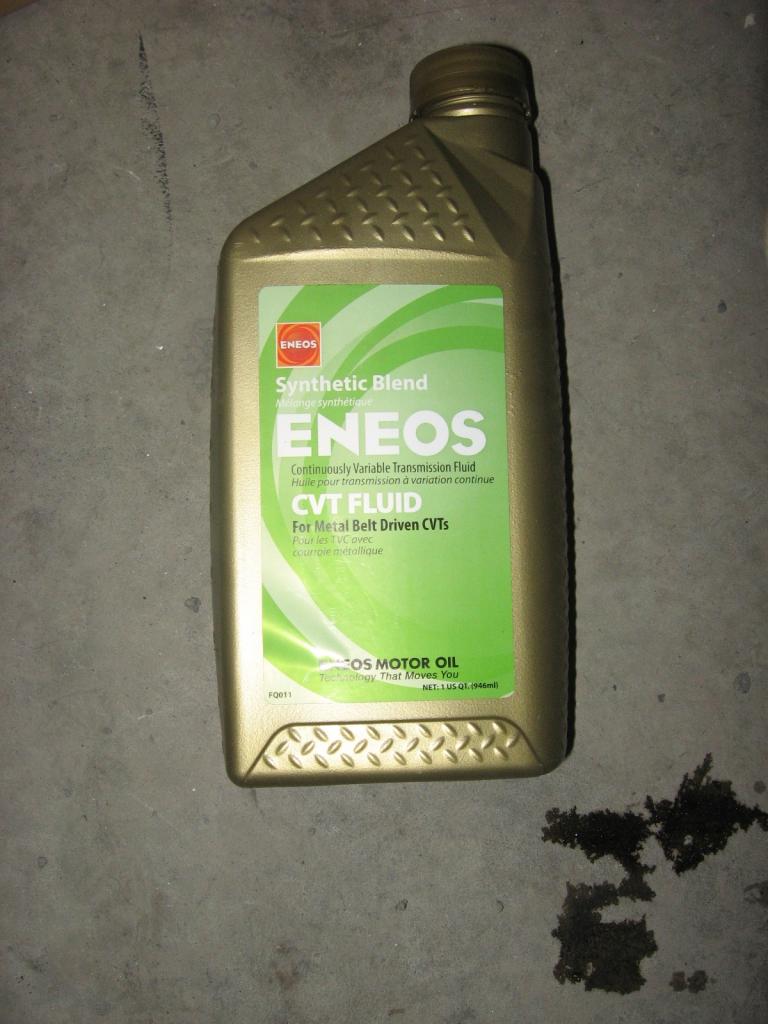 ENEOS
Synthetic Blend
Mélange synthétique
ENEOS
Continuously Variable Transmission Fluid
Huile pour transmission à variation continue
CVT FLUID
For Metal Belt Driven CVTs
Pour les TVC avec
courroie métallique
ENEOS MOTOR OIL
Technology That Moves You
FQ011
NET: 1 US QT. (946ml)